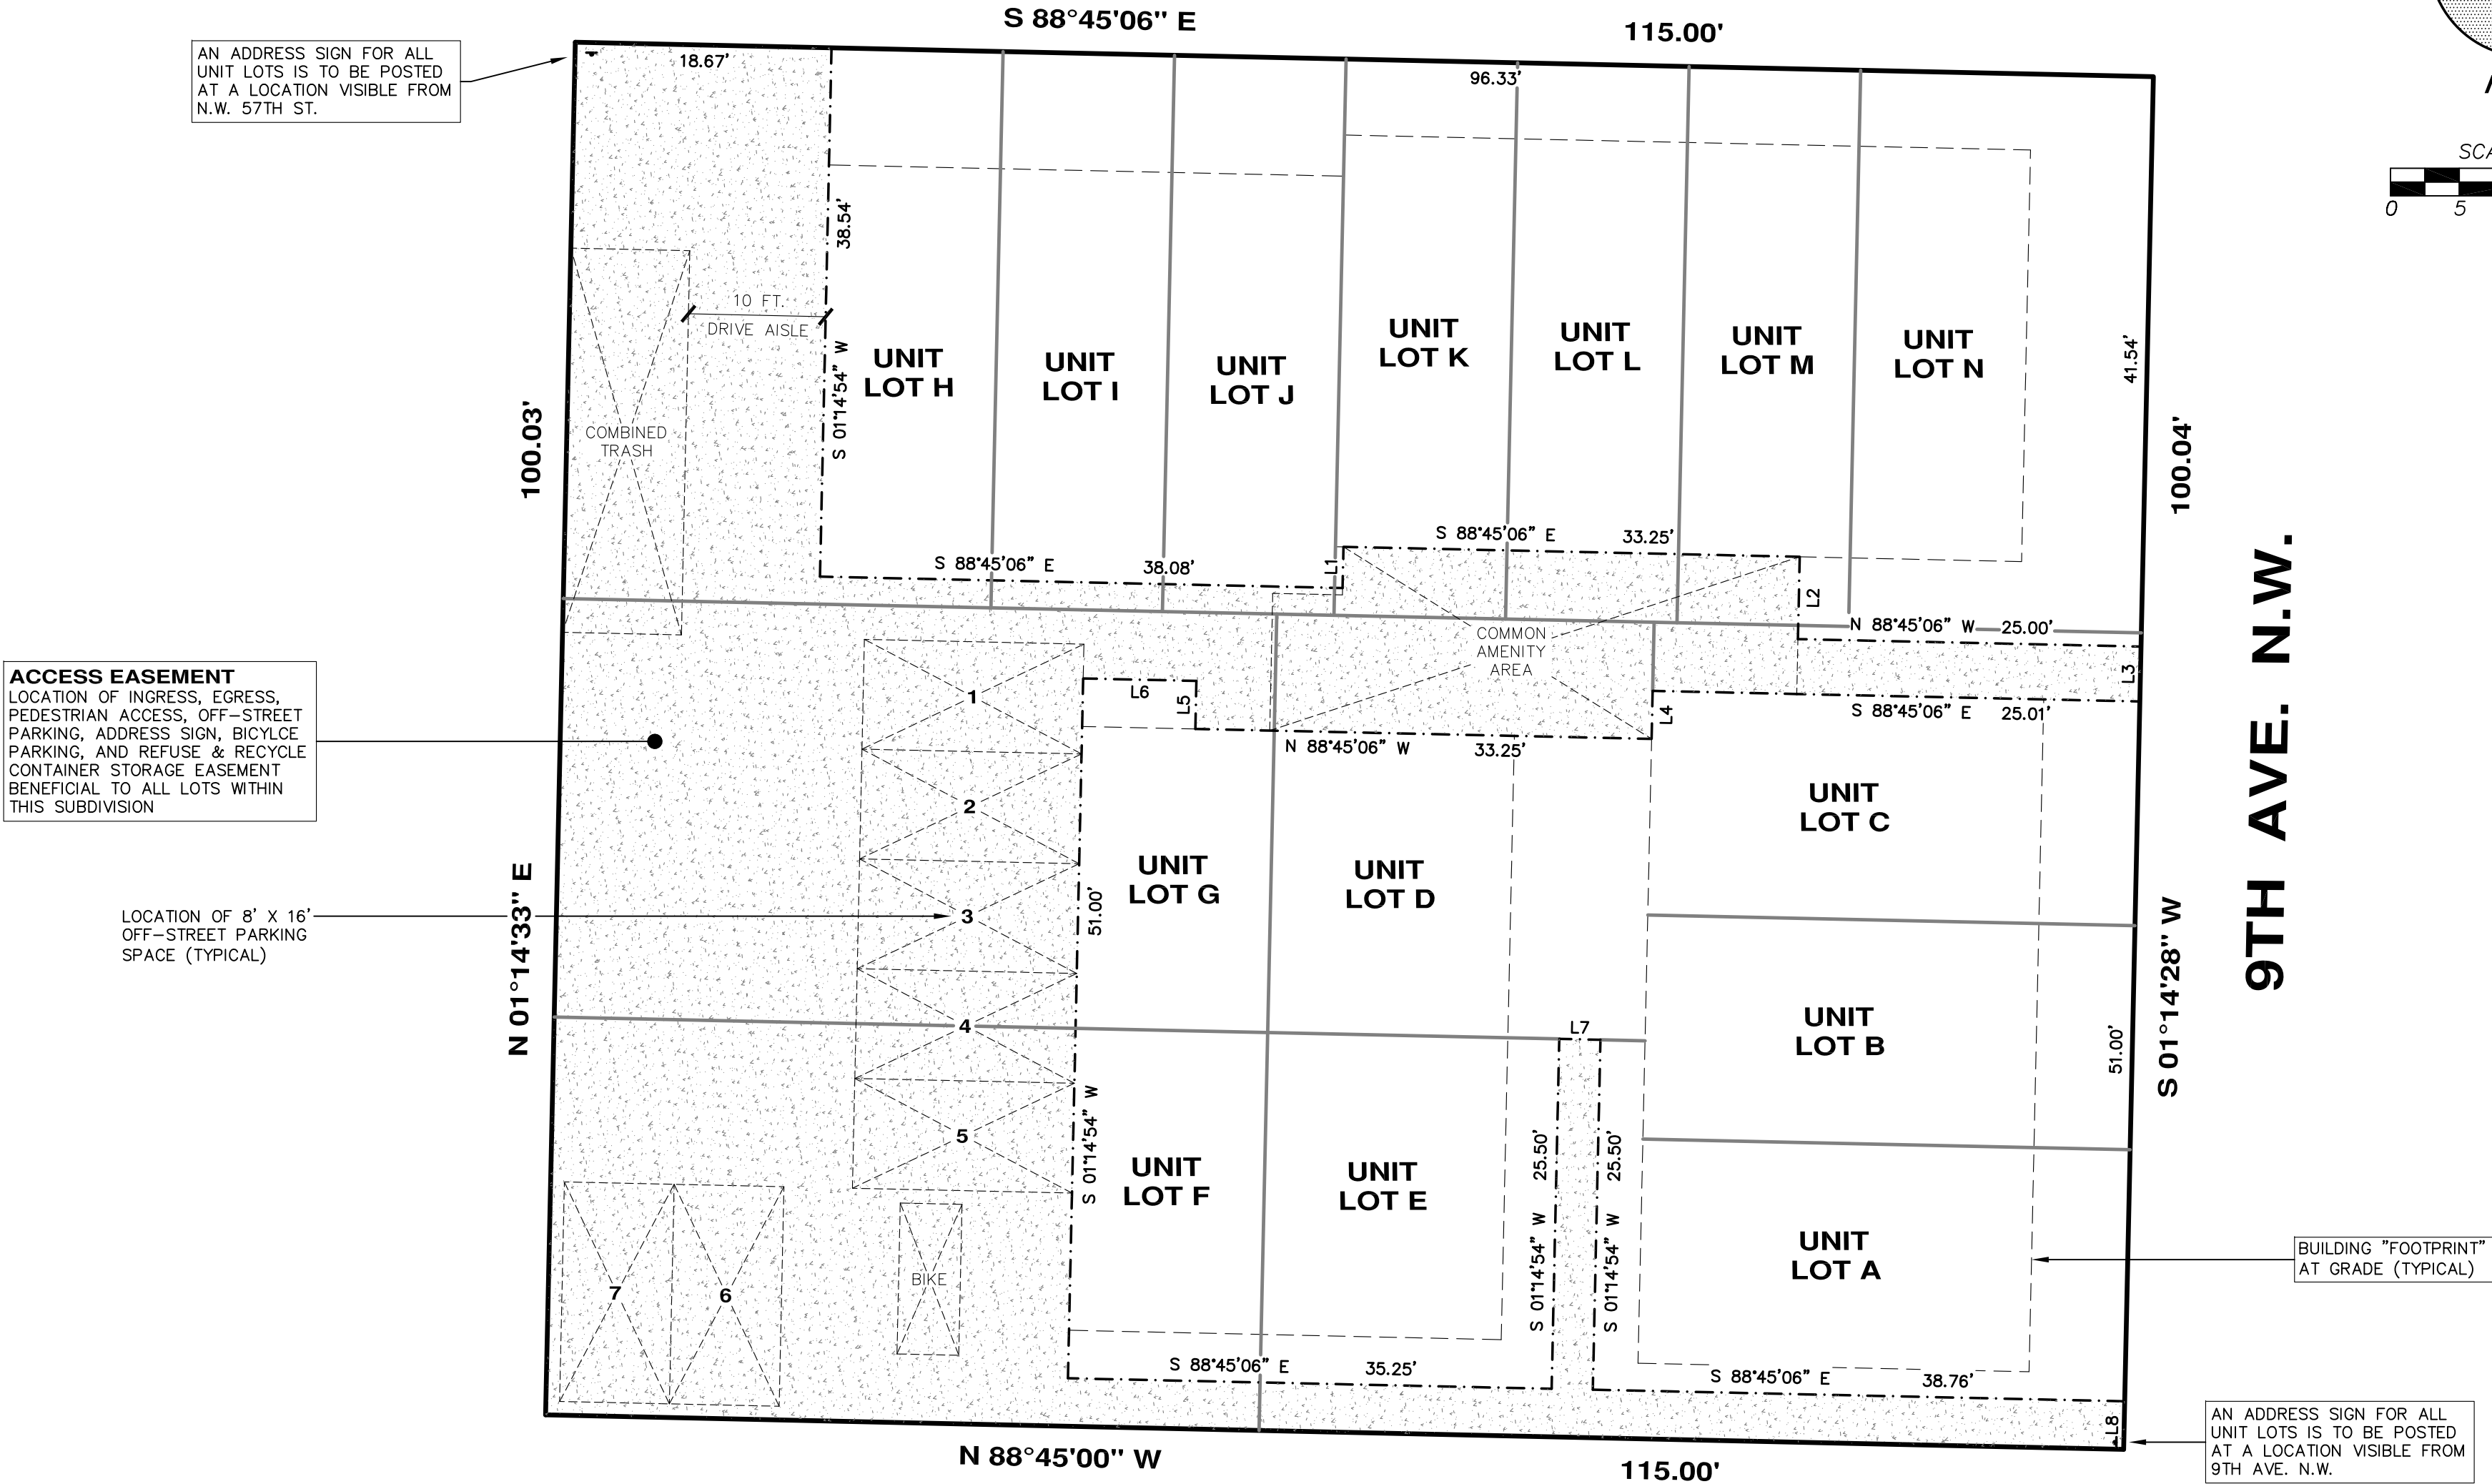 S 88°45'06" E
115.00'
AN ADDRESS SIGN FOR ALL
UNIT LOTS IS TO BE POSTED
AT A LOCATION VISIBLE FROM
N.W. 57TH ST.
18.67'
96.33'
0
5
38.54'
10 FT.
DRIVE AISLE
S 01°14'54" W
COMBINED
TRASH
100.03'
UNIT
LOT H
UNIT
LOT I
UNIT
LOT J
UNIT
LOT K
UNIT
LOT L
UNIT
LOT M
UNIT
LOT N
41.54'
100.04'
9TH AVE. N.W.
S 88°45'06" E
38.08'
L1
S 88°45'06" E
33.25'
L2
N 88°45'06" W
25.00'
COMMON
AMENITY
AREA
L3
S 88°45'06" E
25.01'
L4
L5
L6
N 88°45'06" W
33.25'
ACCESS EASEMENT
LOCATION OF INGRESS, EGRESS,
PEDESTRIAN ACCESS, OFF-STREET
PARKING, ADDRESS SIGN, BICYLCE
PARKING, AND REFUSE & RECYCLE
CONTAINER STORAGE EASEMENT
BENEFICIAL TO ALL LOTS WITHIN
THIS SUBDIVISION
1
2
3
4
5
LOCATION OF 8' X 16'
OFF-STREET PARKING
SPACE (TYPICAL)
N 01°14'33" E
51.00'
UNIT
LOT G
UNIT
LOT D
UNIT
LOT C
UNIT
LOT B
S 01°14'28" W
51.00'
L7
S 01°14'54" W
UNIT
LOT F
UNIT
LOT E
25.50'
S 01°14'54" W
25.50'
S 01°14'54" W
UNIT
LOT A
BUILDING "FOOTPRINT"
AT GRADE (TYPICAL)
7
6
BIKE
S 88°45'06" E
35.25'
S 88°45'06" E
38.76'
L8
AN ADDRESS SIGN FOR ALL
UNIT LOTS IS TO BE POSTED
AT A LOCATION VISIBLE FROM
9TH AVE. N.W.
N 88°45'00" W
115.00'